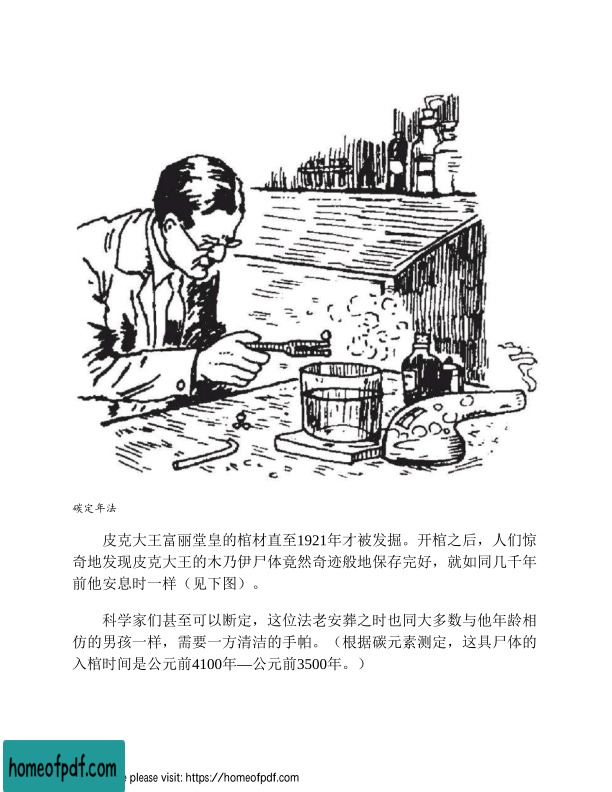 碳定年法
皮克大王富丽堂皇的棺材直至1921年才被发掘。开棺之后，人们惊
奇地发现皮克大王的木乃伊尸体竟然奇迹般地保存完好，就如同几千年
前他安息时一样（见下图）。
科学家们甚至可以断定，这位法老安葬之时也同大多数与他年龄相
仿的男孩一样，需要一方清洁的手帕。（根据碳元素测定，这具尸体的
入棺时间是公元前4100年—公元前3500年。）
homeofpdf.com
e please visit: https://homeofpdf.com